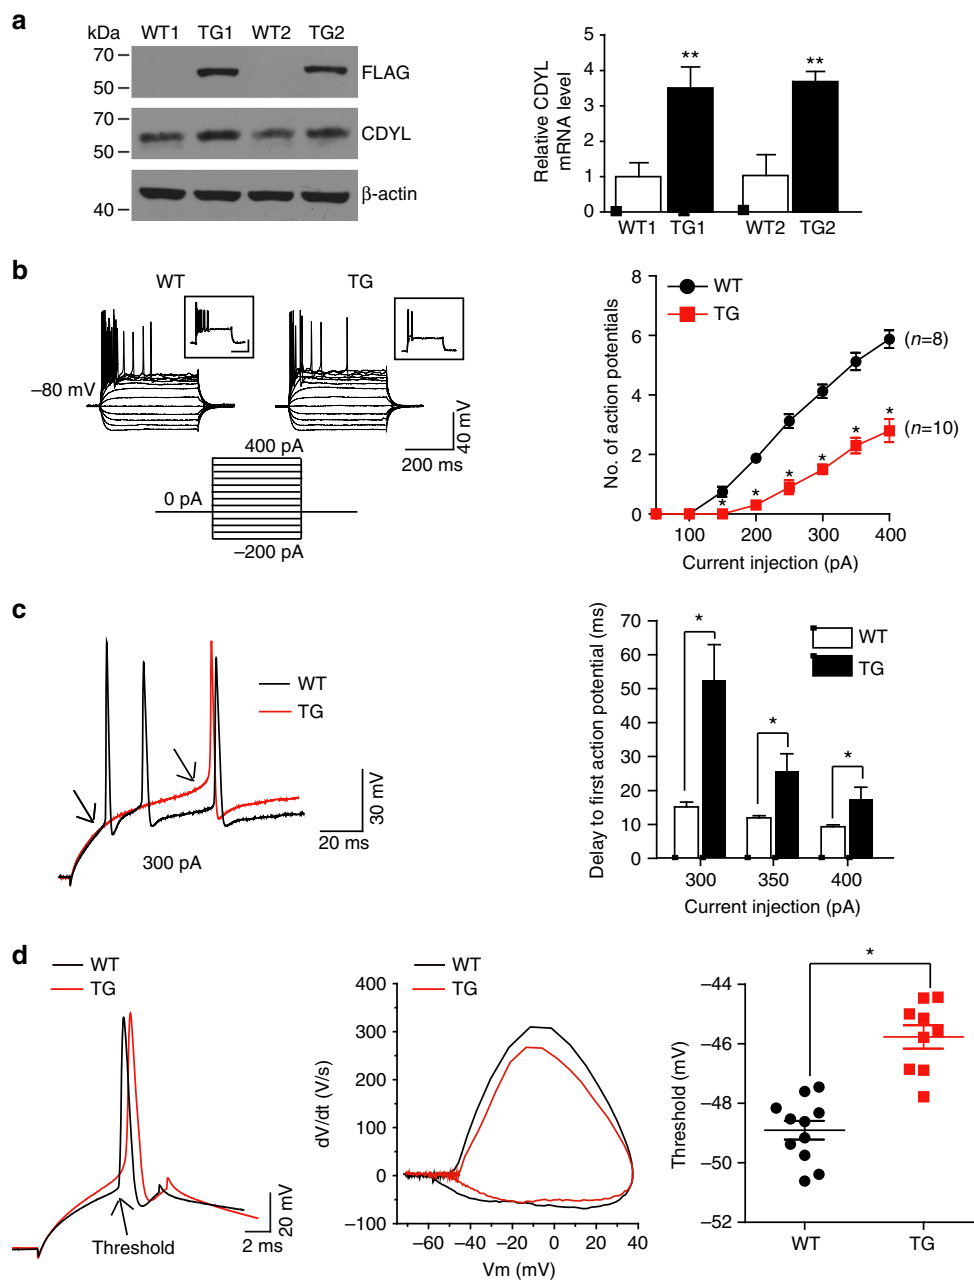 a
kDa WT1 TG1 WT2 TG2
70
50
FLAG
70
50
CDYL
40
β-actin
Relative CDYL
mRNA level
5
4
3
2
1
0
** **
WT1 TG1 WT2 TG2
b
WT TG
–80 mV
40 mV
200 ms
400 pA
0 pA
–200 pA
No. of action potentials
8
6
4
2
0
WT
TG
(n=8)
(n=10)
* * * * * *
100 200 300 400
Current injection (pA)
c
WT
TG
30 mV
20 ms
300 pA
Delay to first action potential (ms)
70
60
50
40
30
20
10
0
* * *
WT
TG
300 350 400
Current injection (pA)
d
WT
TG
Threshold
20 mV
2 ms
WT
TG
dV/dt (V/s)
400
300
200
100
0
–100
–60 –40 –20 0 20 40
Vm (mV)
Threshold (mV)
–44
–46
–48
–50
–52
*
WT TG